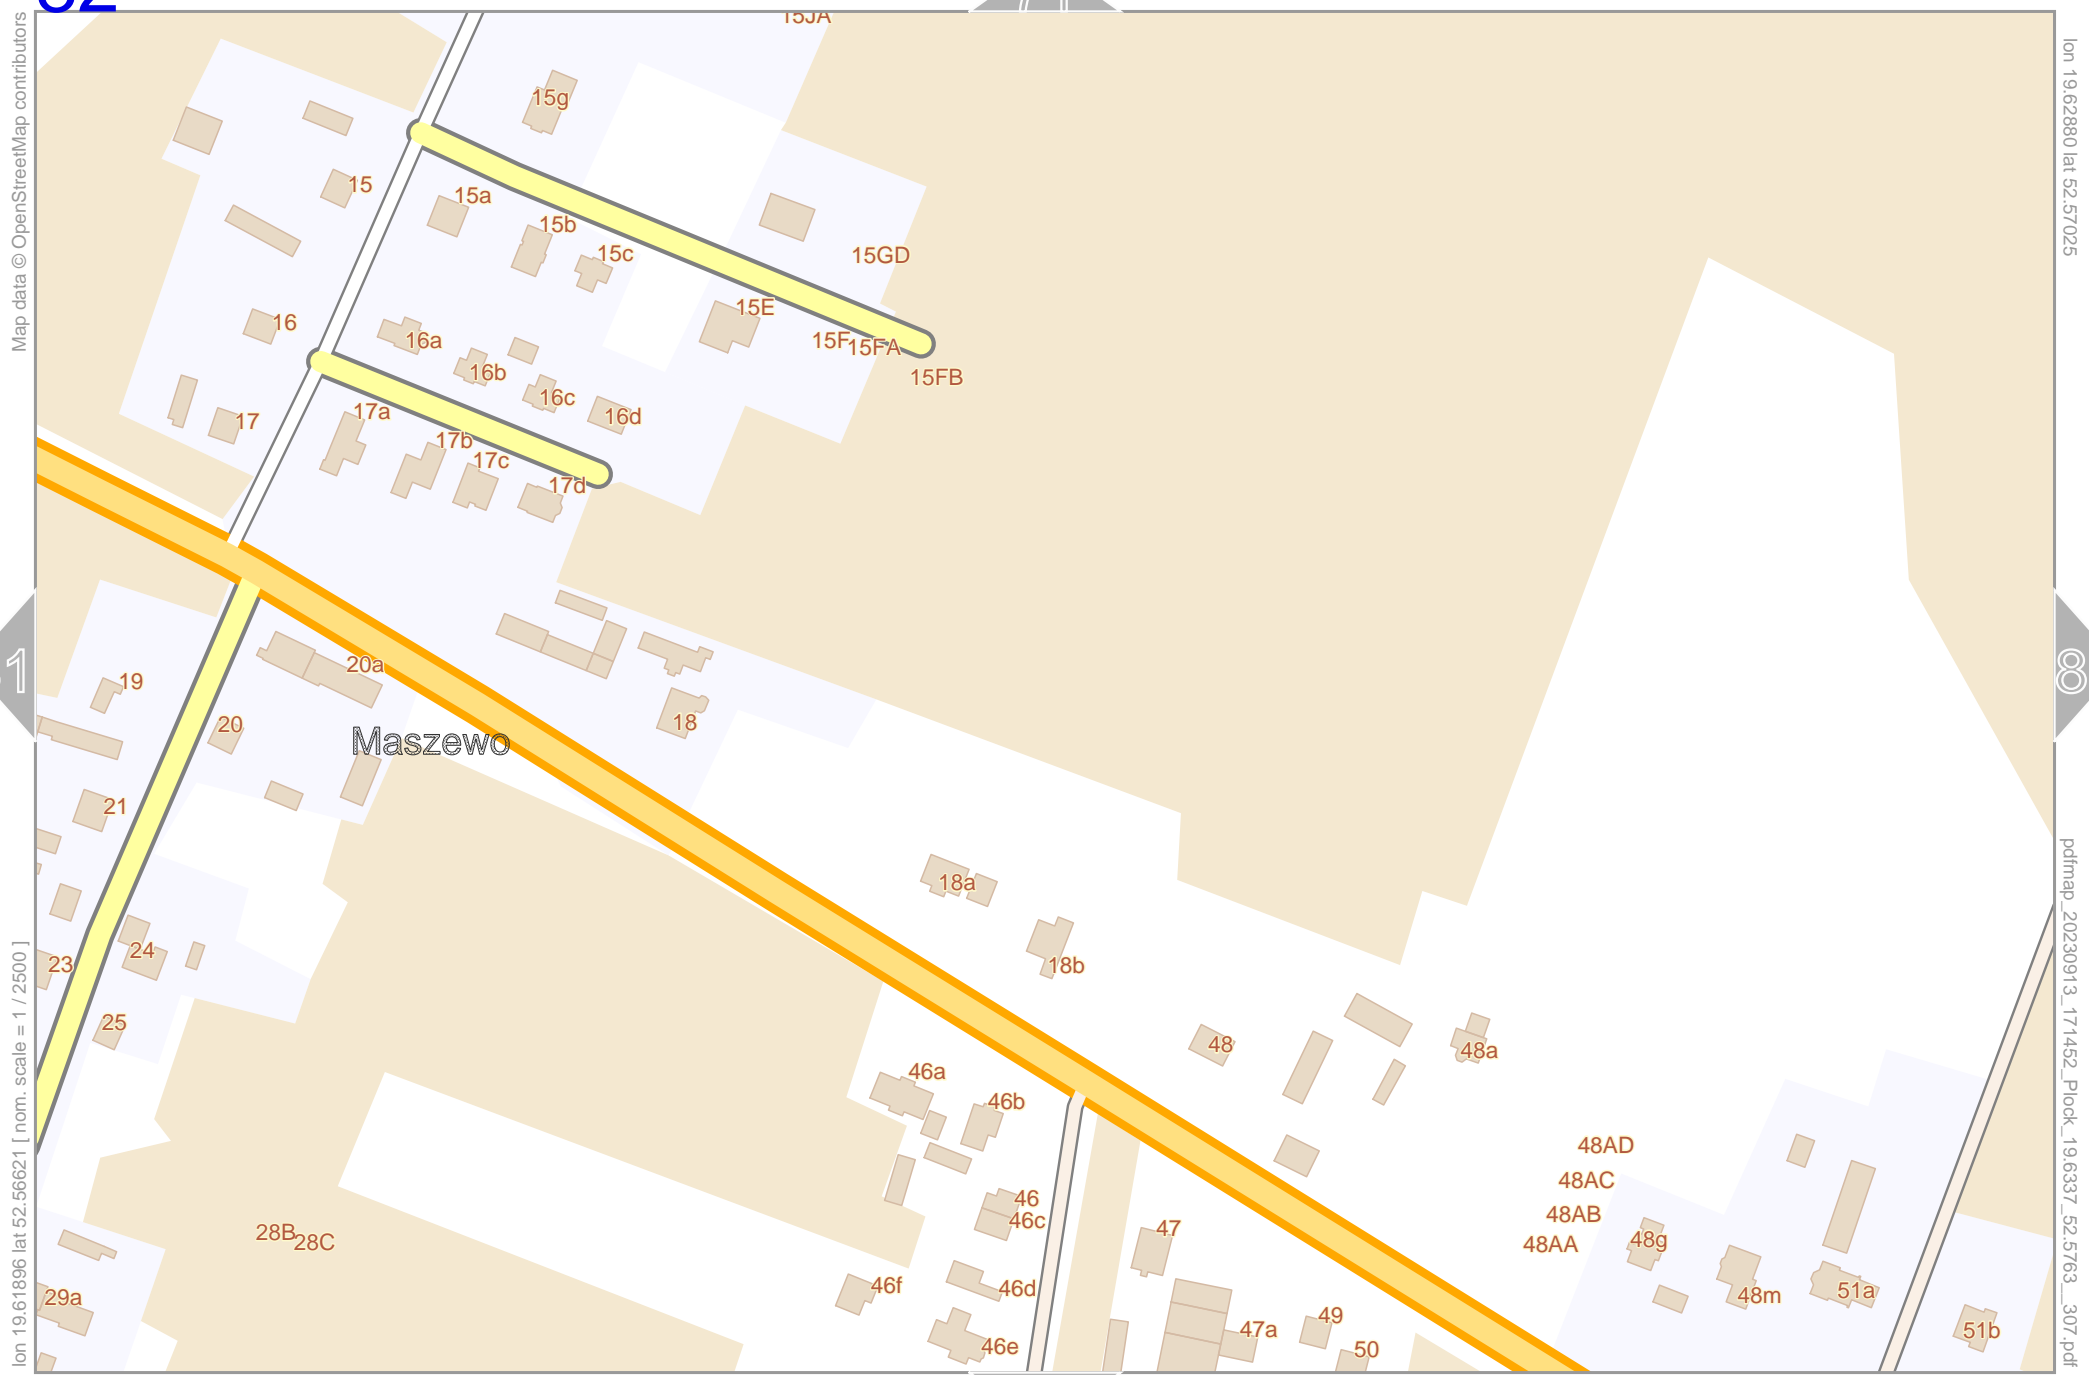 15JA
15g
15
15a
15b
15c
15GD
15E
15F
15FA
15FB
16
16a
16b
16c
16d
17
17a
17b
17c
17d
19
20a
20
Maszewo
18
21
18a
18b
23
24
25
48
48a
46a
46b
46
46c
46d
46e
46f
47
47a
49
50
48AD
48AC
48AB
48AA
48g
48m
51a
51b
28B
28C
29a
Map data © OpenStreetMap contributors
lon 19.61896 lat 52.56621 [ nom. scale = 1 / 2500 ]
lon 19.62880 lat 52.57025
pdfmap_20230913_171452_Plock_19.6337_52.5763__307.pdf
8